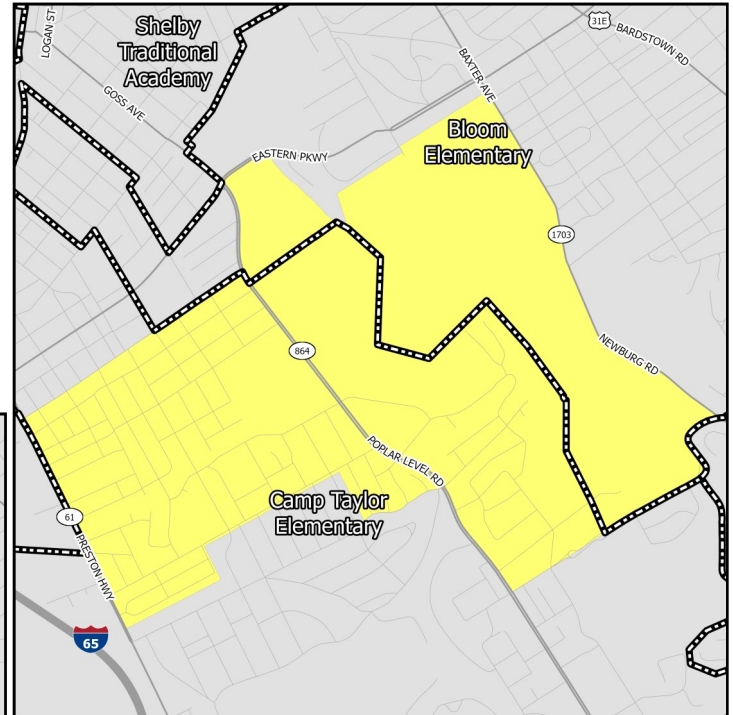 LOGAN ST
Shelby
Traditional
Academy
31E
BARDSTOWN RD
BAXTER AVE
GOSS AVE
Bloom
Elementary
EASTERN PKWY
1703
NEWBURG RD
864
POPLAR LEVEL RD
Camp Taylor
Elementary
61
PRESTON HWY
65